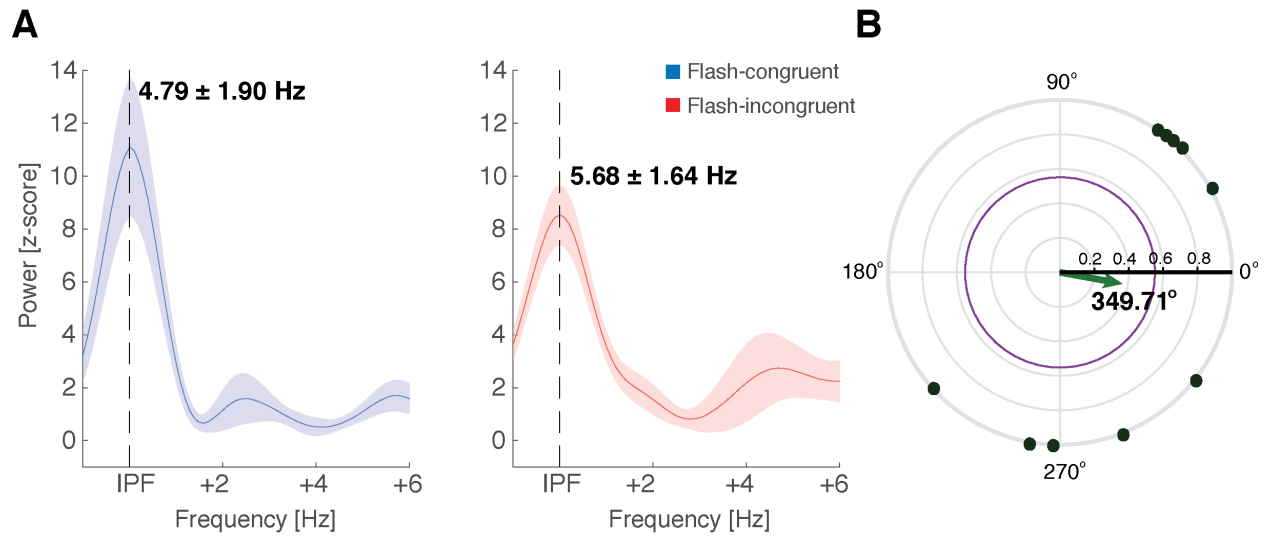 A
14
12
10
8
6
4
2
0
Power [z-score]
4.79 ± 1.90 Hz
IPF +2 +4 +6
Frequency [Hz]
14
12
10
8
6
4
2
0
Flash-congruent
Flash-incongruent
5.68 ± 1.64 Hz
IPF +2 +4 +6
Frequency [Hz]
B
90°
180°
0.2 0.4 0.6 0.8
0°
349.71°
270°